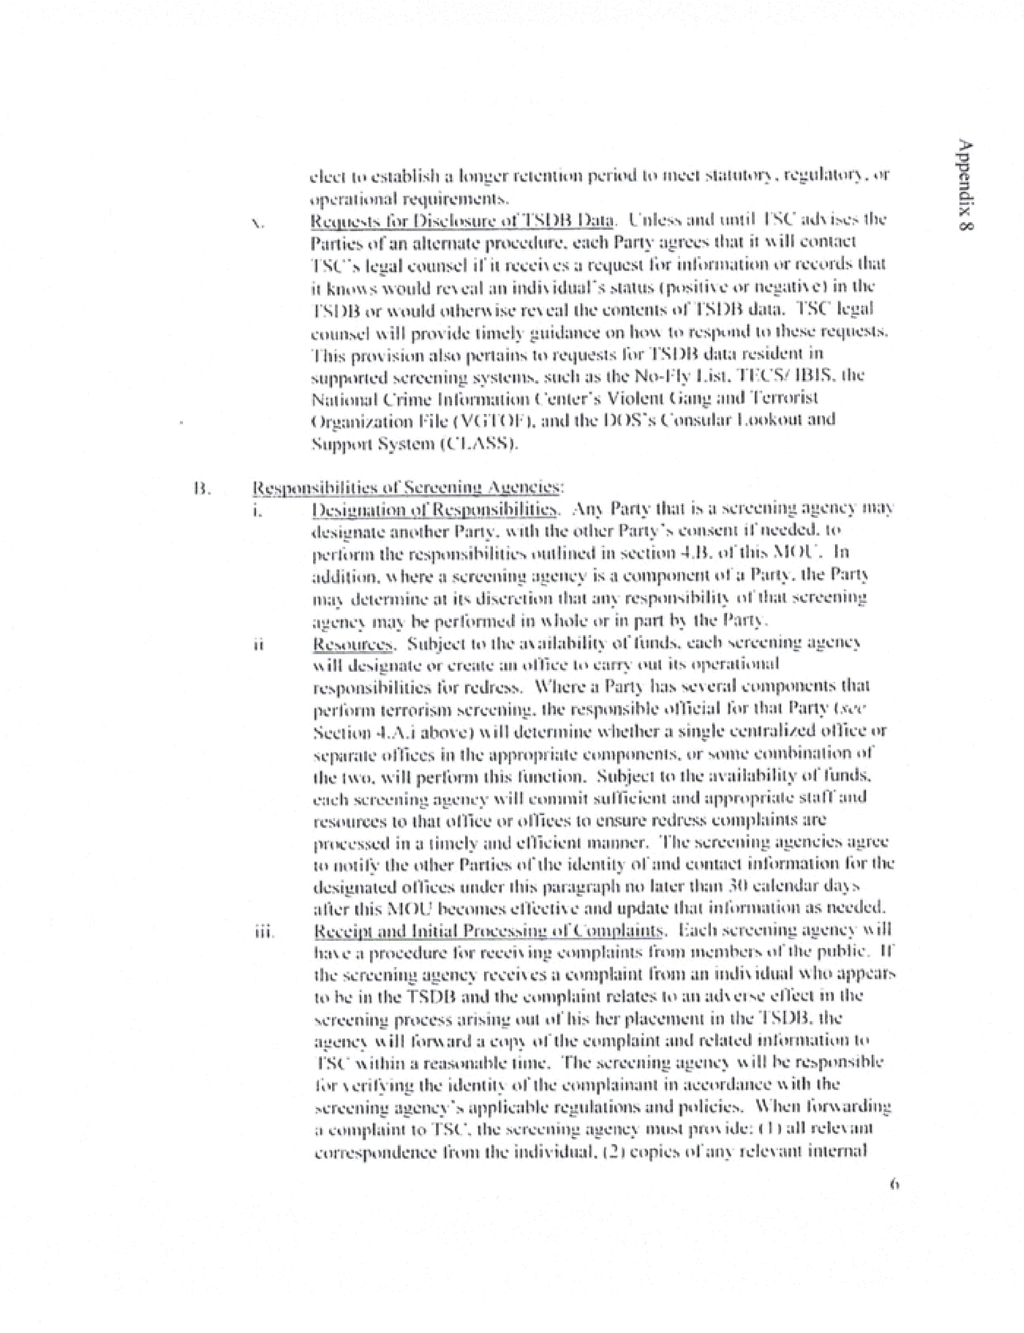 Appendix 8
elect to establish a longer retention period to meet statutory, regulatory, or
operational requirements.
v. Requests for Disclosure of TSDB Data. Unless and until TSC advises the
Parties of an alternate procedure, each Party agrees that it will contact
TSC's legal counsel if it receives a request for information or records that
it knows would reveal an individual's status (positive or negative) in the
TSDB or would otherwise reveal the contents of TSDB data. TSC legal
counsel will provide timely guidance on how to respond to these requests.
This provision also pertains to requests for TSDB data resident in
supported screening systems, such as the No-Fly List, TECS/ IBIS, the
National Crime Information Center's Violent Gang and Terrorist
Organization File (VGTOF), and the DOS's Consular Lookout and
Support System (CLASS).
B. Responsibilities of Screening Agencies:
i. Designation of Responsibilities. Any Party that is a screening agency may
designate another Party, with the other Party's consent if needed, to
perform the responsibilities outlined in section 4.B. of this MOU. In
addition, where a screening agency is a component of a Party, the Party
may determine at its discretion that any responsibility of that screening
agency may be performed in whole or in part by the Party.
ii Resources. Subject to the availability of funds, each screening agency
will designate or create an office to carry out its operational
responsibilities for redress. Where a Party has several components that
perform terrorism screening, the responsible official for that Party (see
Section 4.A.i above) will determine whether a single centralized office or
separate offices in the appropriate components, or some combination of
the two, will perform this function. Subject to the availability of funds,
each screening agency will commit sufficient and appropriate staff and
resources to that office or offices to ensure redress complaints are
processed in a timely and efficient manner. The screening agencies agree
to notify the other Parties of the identity of and contact information for the
designated offices under this paragraph no later than 30 calendar days
after this MOU becomes effective and update that information as needed.
iii. Receipt and Initial Processing of Complaints. Each screening agency will
have a procedure for receiving complaints from members of the public. If
the screening agency receives a complaint from an individual who appears
to be in the TSDB and the complaint relates to an adverse effect in the
screening process arising out of his her placement in the TSDB, the
agency will forward a copy of the complaint and related information to
TSC within a reasonable time. The screening agency will be responsible
for verifying the identity of the complainant in accordance with the
screening agency's applicable regulations and policies. When forwarding
a complaint to TSC, the screening agency must provide: (1) all relevant
correspondence from the individual, (2) copies of any relevant internal
6